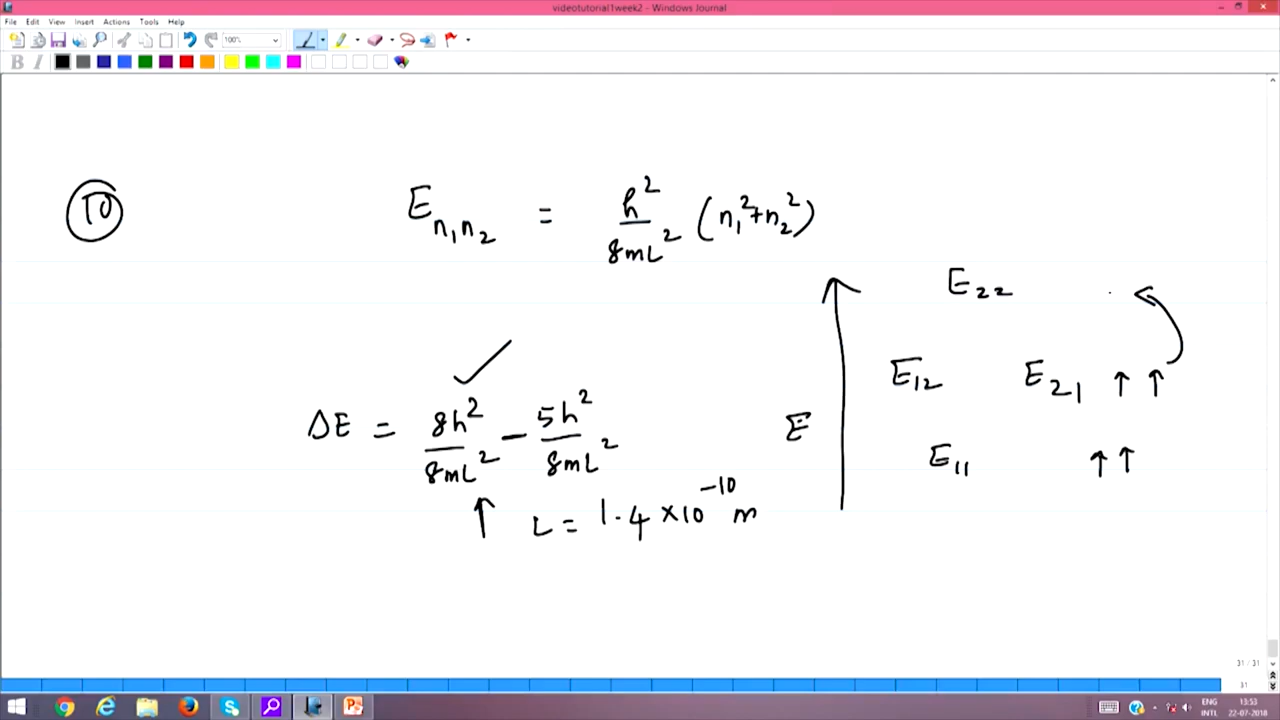 videotutorial1week2 - Windows Journal
File Edit View Insert Actions Tools Help
100%
B I
10 E_{n₁n₂} = h²/8mL² (n₁²+n₂²)
E₂₂
E₁₂ E₂₁ ↑ ↑
ΔE = 8h²/8mL² - 5h²/8mL²
E
E₁₁ ↑↑
↑ L = 1.4 ×10⁻¹⁰ m
31 / 31
31
ENG 13:53
INTL 22-07-2018